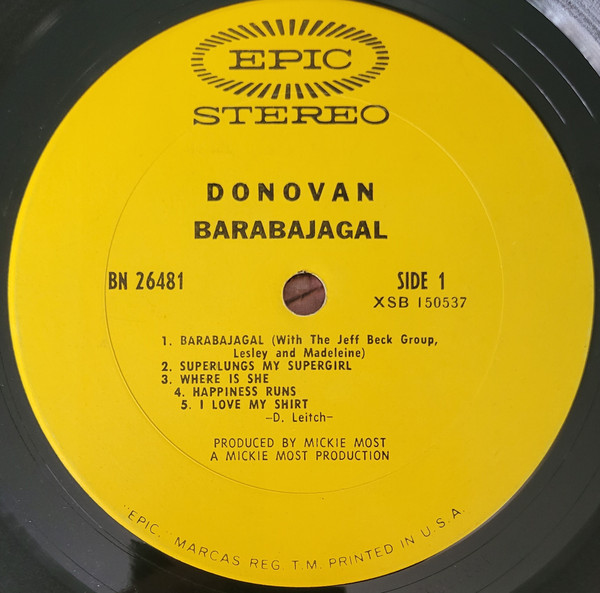 EPIC
STEREO
DONOVAN
BARABAJAGAL
BN 26481
SIDE 1
XSB 150537
1. BARABAJAGAL (With The Jeff Beck Group,
Lesley and Madeleine)
2. SUPERLUNGS MY SUPERGIRL
3. WHERE IS SHE
4. HAPPINESS RUNS
5. I LOVE MY SHIRT
–D. Leitch–
PRODUCED BY MICKIE MOST
A MICKIE MOST PRODUCTION
"EPIC," MARCAS REG. T.M. PRINTED IN U.S.A.